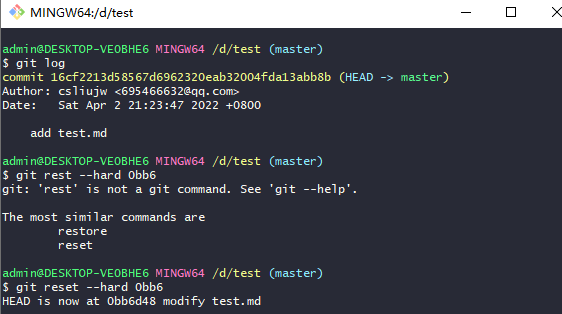 MINGW64:/d/test
admin@DESKTOP-VEOBHE6 MINGW64 /d/test (master)
$ git log
commit 16cf2213d58567d6962320eab32004fda13abb8b (HEAD -> master)
Author: csliujw <695466632@qq.com>
Date:   Sat Apr 2 21:23:47 2022 +0800
    add test.md
admin@DESKTOP-VEOBHE6 MINGW64 /d/test (master)
$ git rest --hard 0bb6
git: 'rest' is not a git command. See 'git --help'.
The most similar commands are
        restore
        reset
admin@DESKTOP-VEOBHE6 MINGW64 /d/test (master)
$ git reset --hard 0bb6
HEAD is now at 0bb6d48 modify test.md